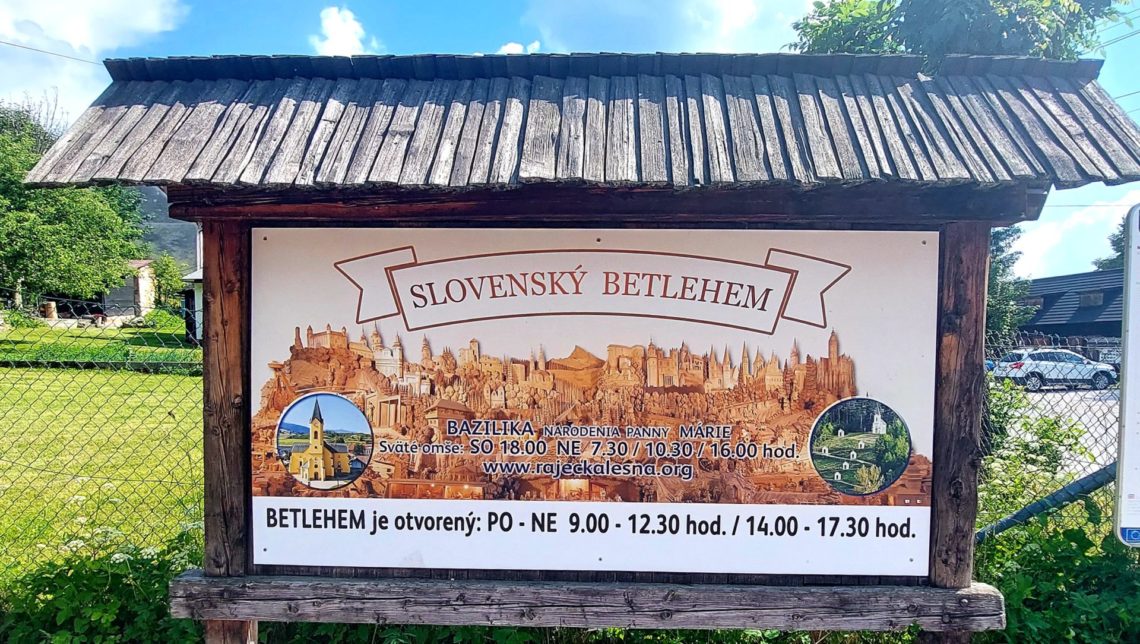 SLOVENSKÝ BETLEHEM
BAZILIKA NARODENIA PANNY MÁRIE
Sväté omše: SO 18.00 NE 7.30 / 10.30 / 16.00 hod.
www.rajeckalesna.org
BETLEHEM je otvorený: PO - NE 9.00 - 12.30 hod. / 14.00 - 17.30 hod.